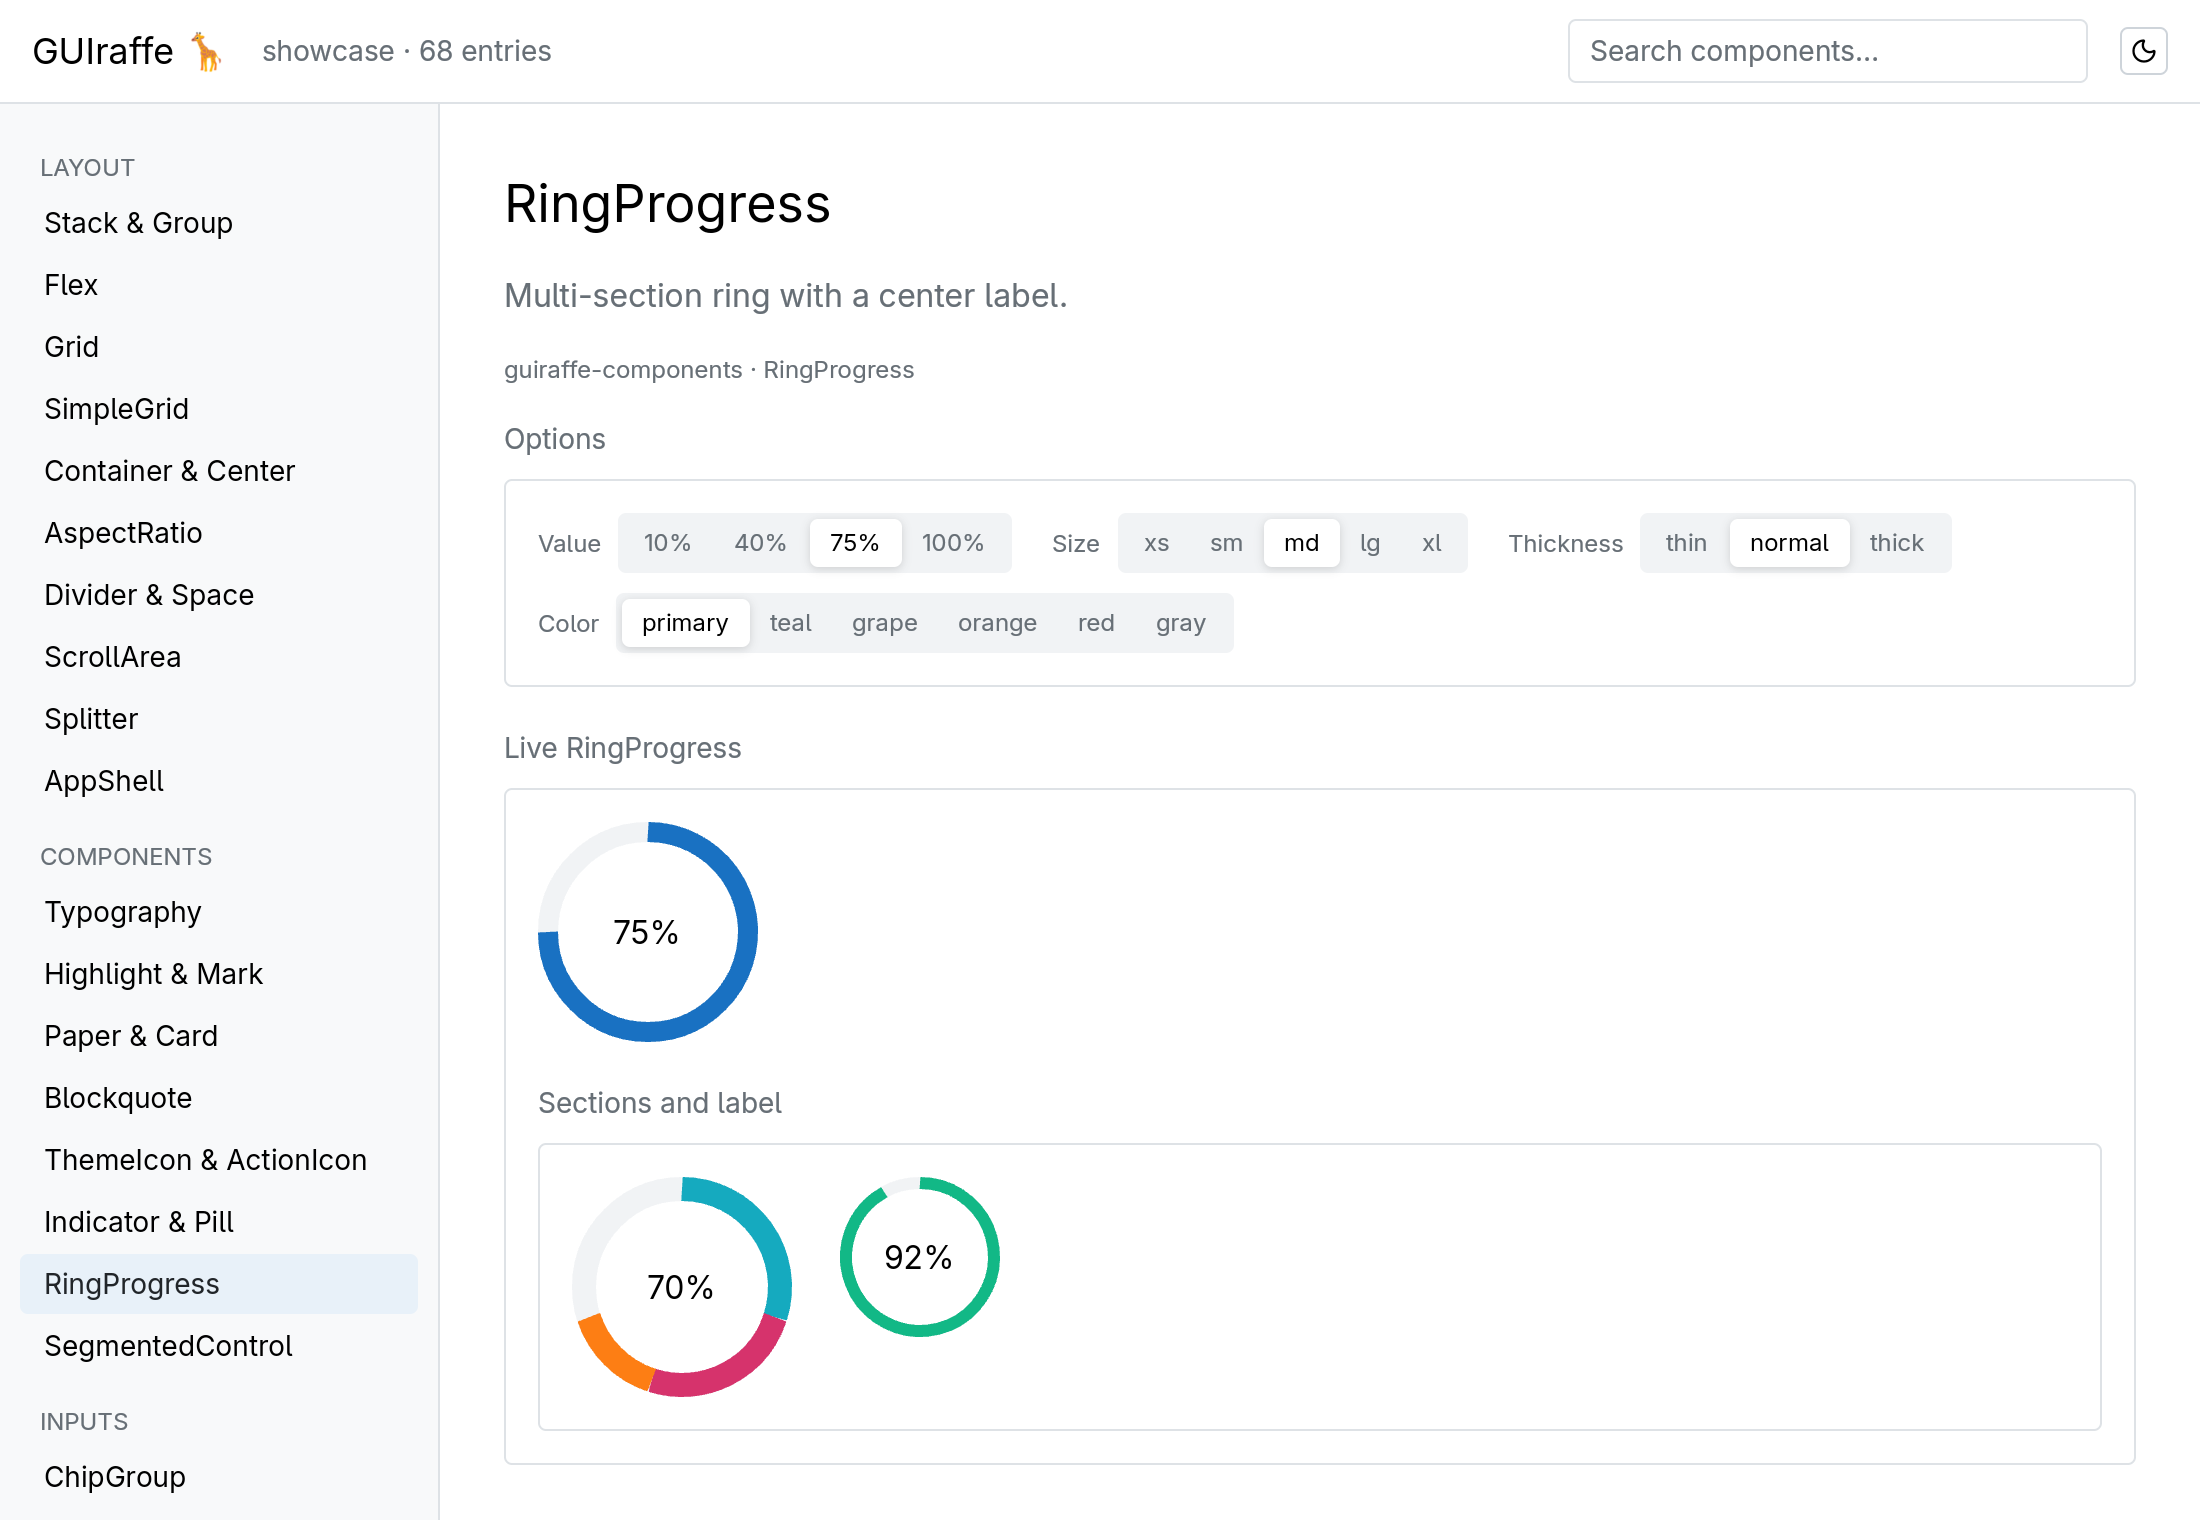 GUIraffe 🦒 showcase · 68 entries Search components...
LAYOUT
Stack & Group
Flex
Grid
SimpleGrid
Container & Center
AspectRatio
Divider & Space
ScrollArea
Splitter
AppShell
COMPONENTS
Typography
Highlight & Mark
Paper & Card
Blockquote
ThemeIcon & ActionIcon
Indicator & Pill
RingProgress
SegmentedControl
INPUTS
ChipGroup
RingProgress
Multi-section ring with a center label.
guiraffe-components · RingProgress
Options
Value 10% 40% 75% 100% Size xs sm md lg xl Thickness thin normal thick
Color primary teal grape orange red gray
Live RingProgress
75%
Sections and label
70% 92%